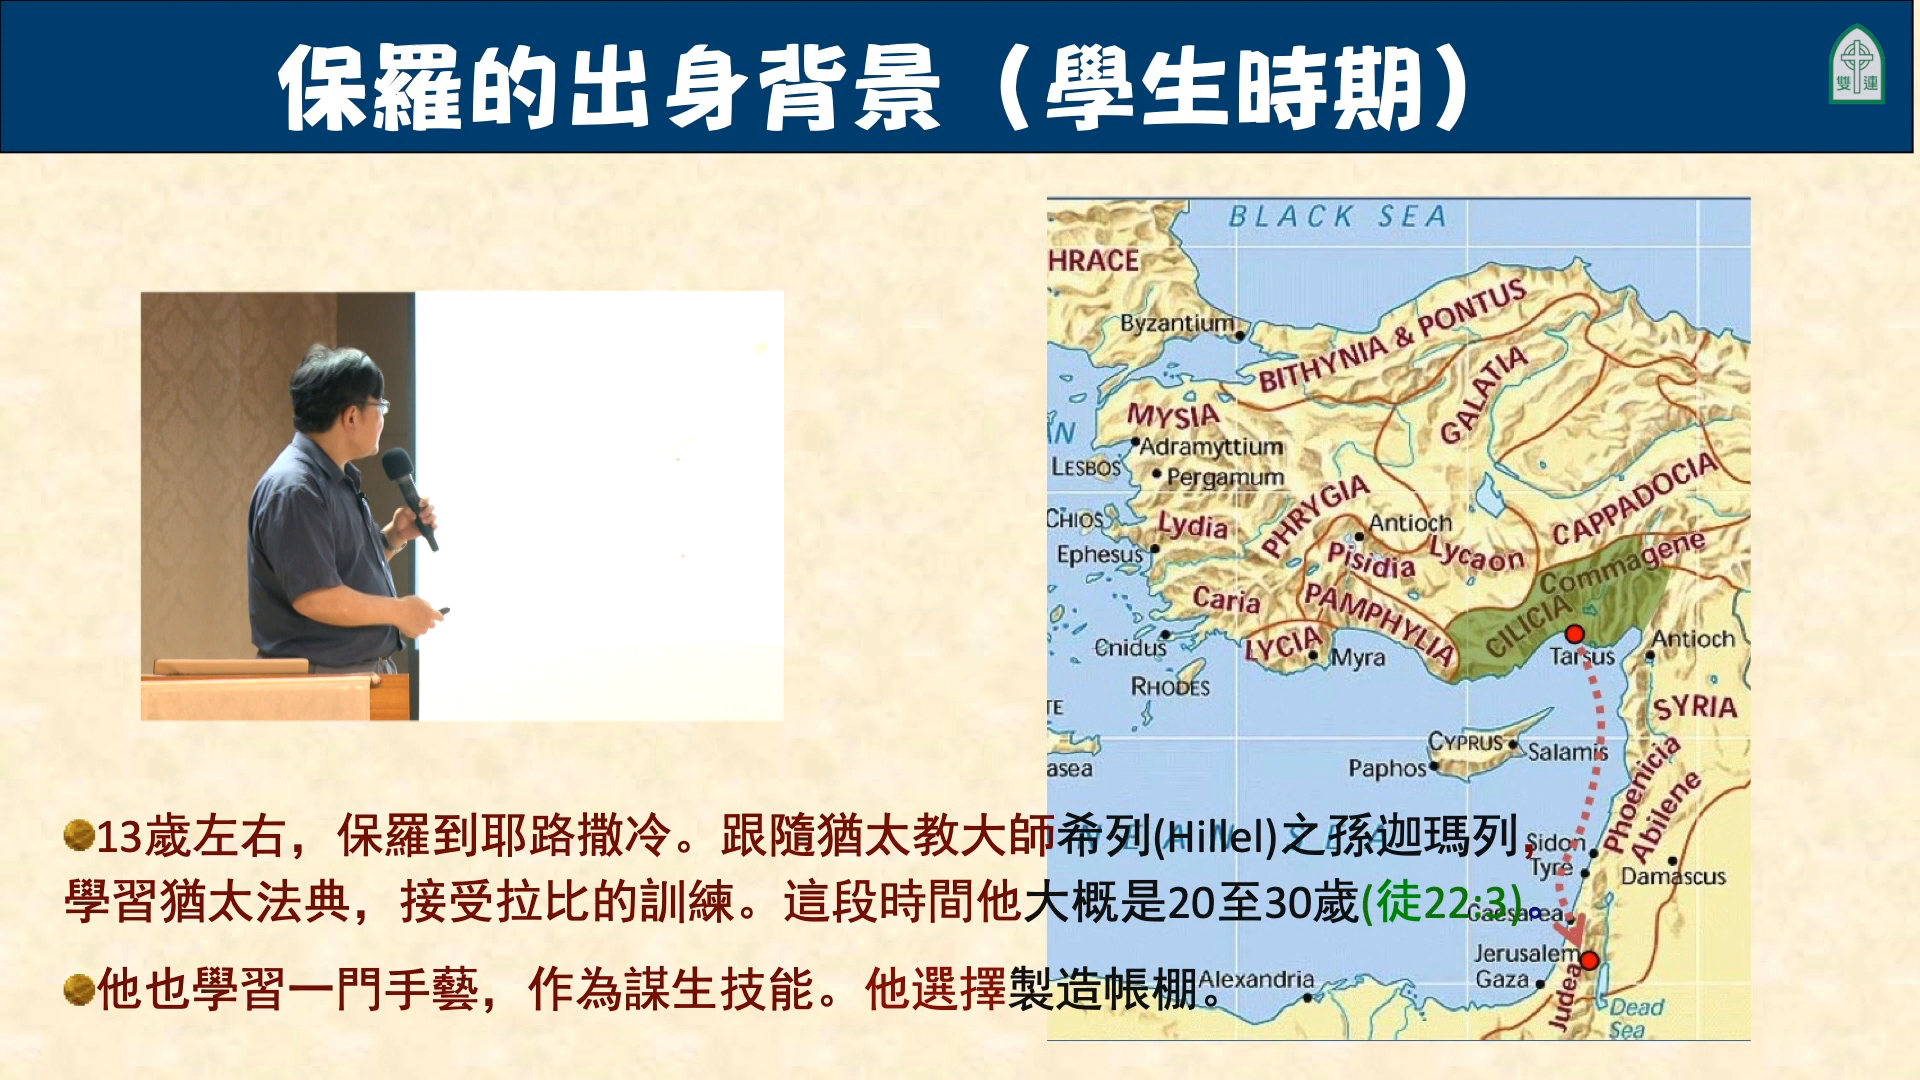 保羅的出身背景（學生時期）
雙連
BLACK SEA
HRACE
Byzantium
BITHYNIA & PONTUS
GALATIA
MYSIA
Adramyttium
LESBOS
Pergamum
CAPPADOCIA
PHRYGIA
CHIOS
Lydia
Antioch
Ephesus
Pisidia
Lycaon
Commagene
Caria
PAMPHYLIA
CILICIA
Cnidus
LYCIA
Myra
Tarsus
Antioch
RHODES
SYRIA
CYPRUS
Salamis
Paphos
asea
Phoenicia
Abilene
13歲左右，保羅到耶路撒冷。跟隨猶太教大師希列(Hillel)之孫迦瑪列，
Sidon
Tyre
Damascus
學習猶太法典，接受拉比的訓練。這段時間他大概是20至30歲(徒22:3)。
Caesarea
Jerusalem
Gaza
Judea
他也學習一門手藝，作為謀生技能。他選擇製造帳棚。
Alexandria
Dead
Sea